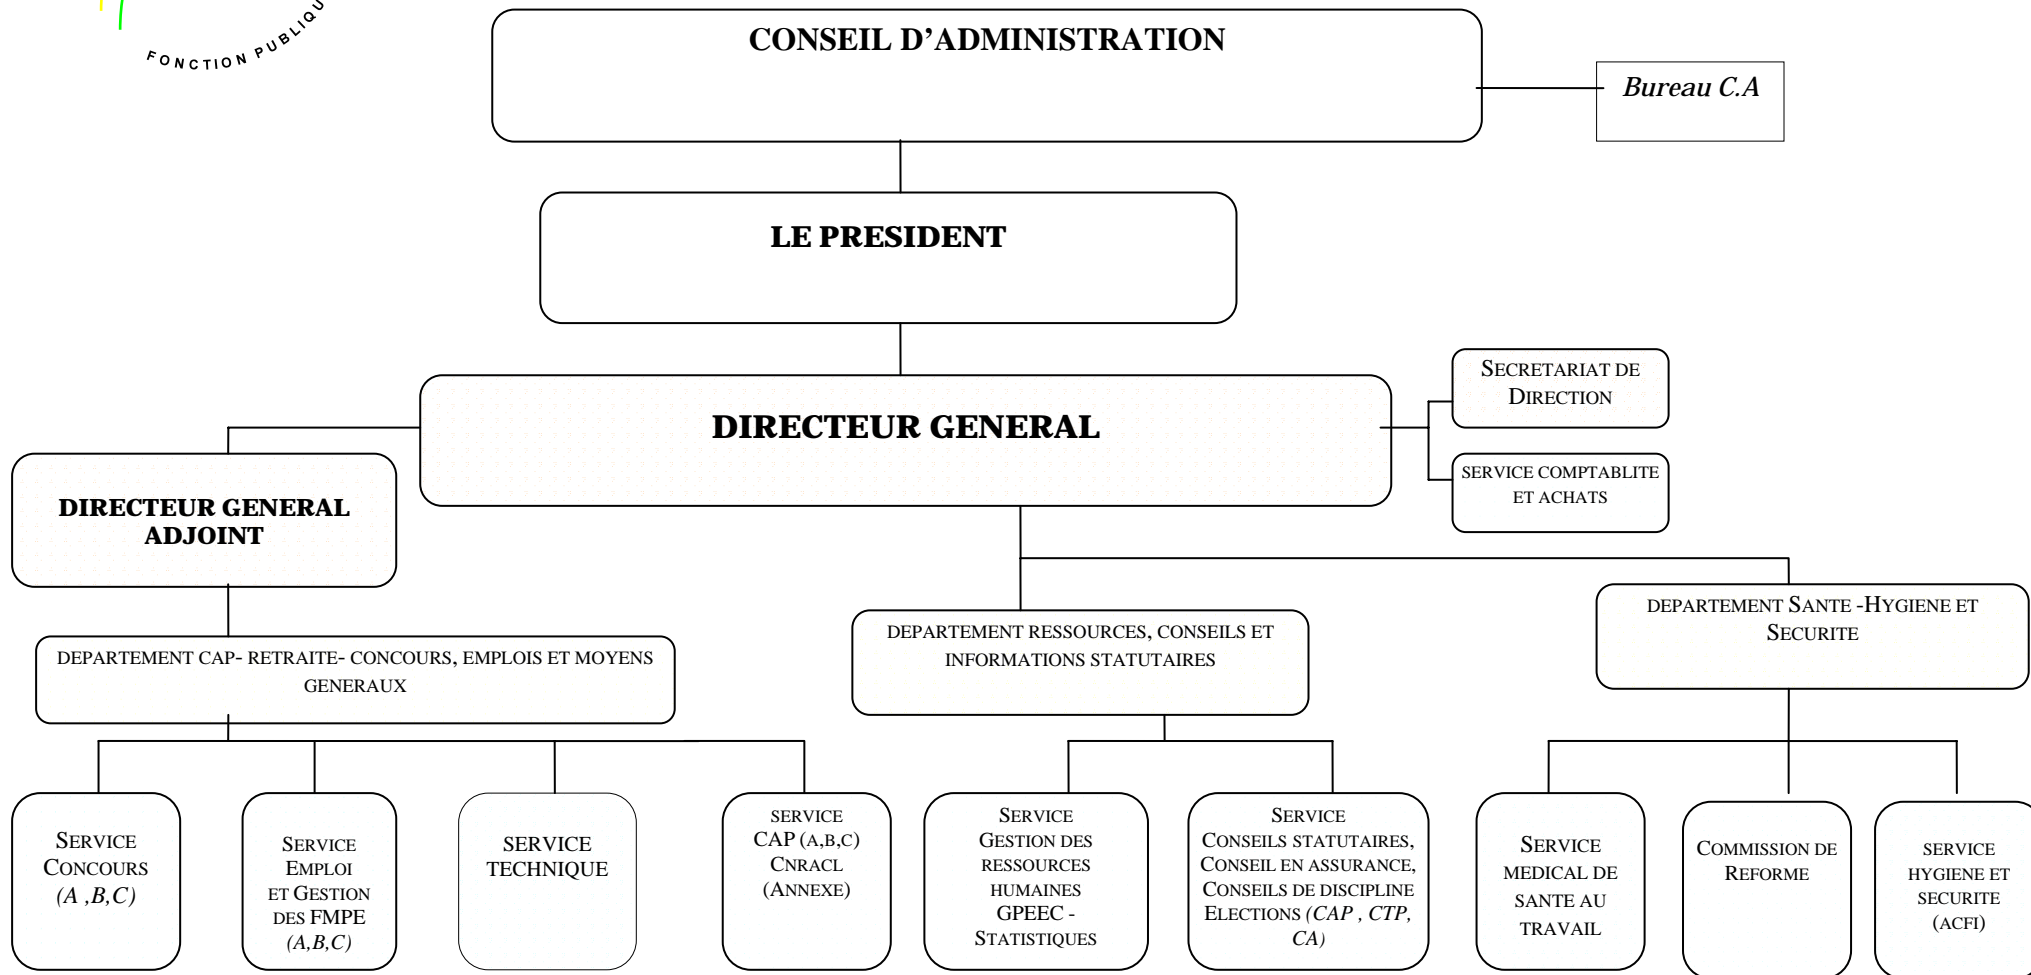 FONCTION PUBLIQU
CONSEIL D'ADMINISTRATION
Bureau C.A
LE PRESIDENT
DIRECTEUR GENERAL
SECRETARIAT DE
DIRECTION
SERVICE COMPTABLITE
ET ACHATS
DIRECTEUR GENERAL
ADJOINT
DEPARTEMENT CAP- RETRAITE- CONCOURS, EMPLOIS ET MOYENS
GENERAUX
DEPARTEMENT RESSOURCES, CONSEILS ET
INFORMATIONS STATUTAIRES
DEPARTEMENT SANTE -HYGIENE ET
SECURITE
SERVICE
CONCOURS
(A ,B,C)
SERVICE
EMPLOI
ET GESTION
DES FMPE
(A,B,C)
SERVICE
TECHNIQUE
SERVICE
CAP (A,B,C)
CNRACL
(ANNEXE)
SERVICE
GESTION DES
RESSOURCES
HUMAINES
GPEEC -
STATISTIQUES
SERVICE
CONSEILS STATUTAIRES,
CONSEIL EN ASSURANCE,
CONSEILS DE DISCIPLINE
ELECTIONS (CAP , CTP,
CA)
SERVICE
MEDICAL DE
SANTE AU
TRAVAIL
COMMISSION DE
REFORME
SERVICE
HYGIENE ET
SECURITE
(ACFI)